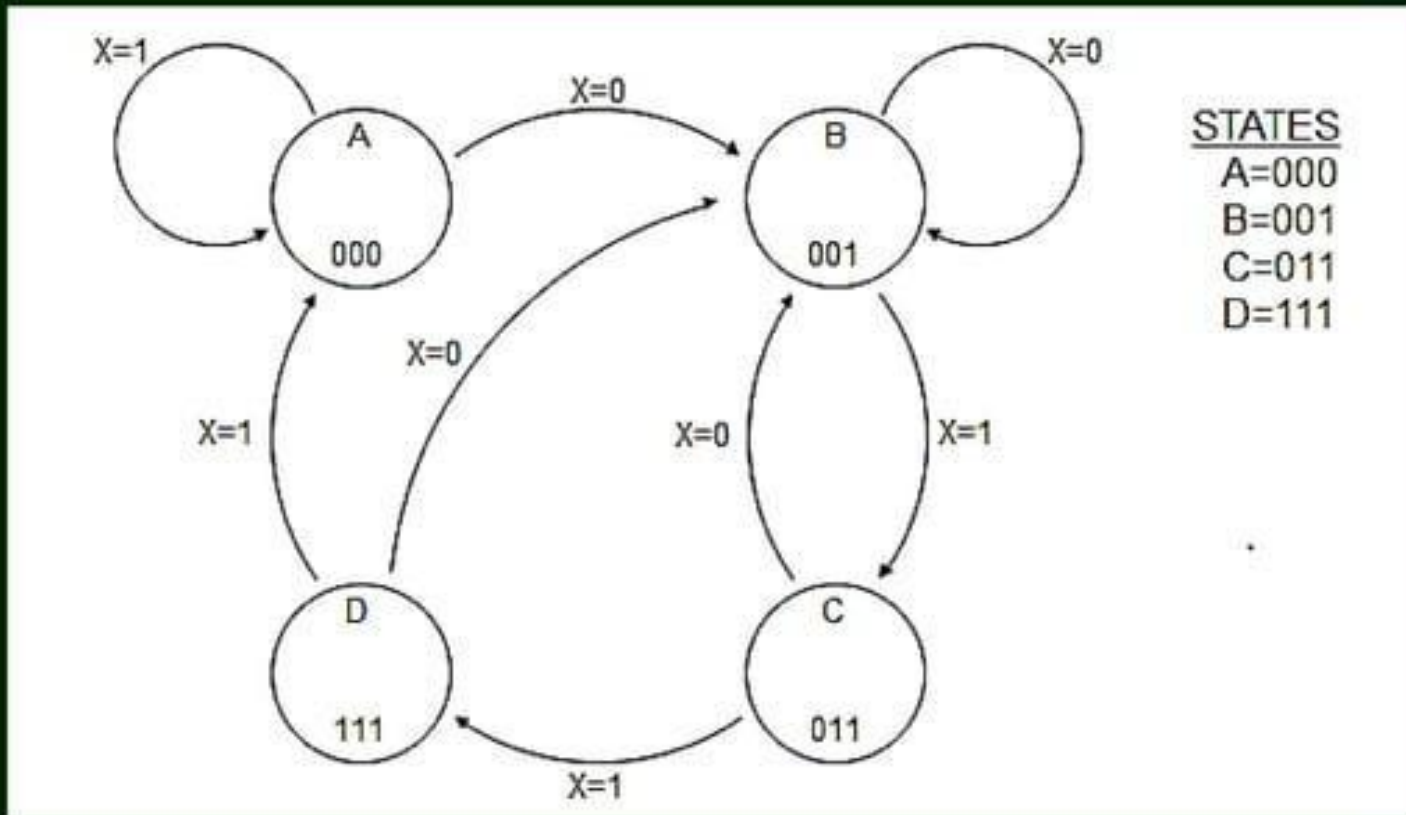 X=1
X=0
X=0
A
B
000
001
STATES
A=000
B=001
C=011
D=111
X=0
X=1
X=0
X=1
D
C
111
011
X=1